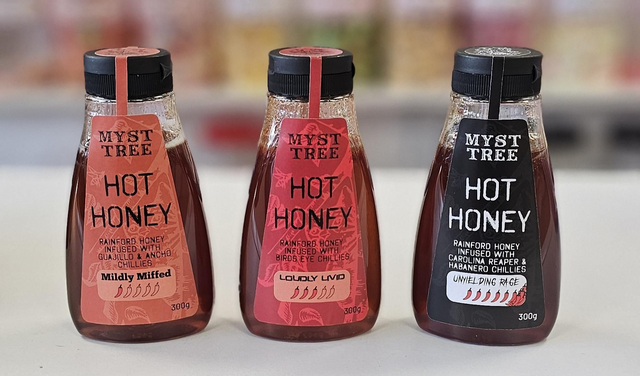 MYST
TREE
HOT
HONEY
RAINFORD HONEY
INFUSED WITH
GUAJILLO & ANCHO
CHILLIES
Mildly Miffed
300g
MYST
TREE
HOT
HONEY
RAINFORD HONEY
INFUSED WITH
BIRDS EYE CHILLIES
LOUDLY LIVID
300g
MYST
TREE
HOT
HONEY
RAINFORD HONEY
INFUSED WITH
CAROLINA REAPER &
HABANERO CHILLIES
UNYIELDING RAGE
300g